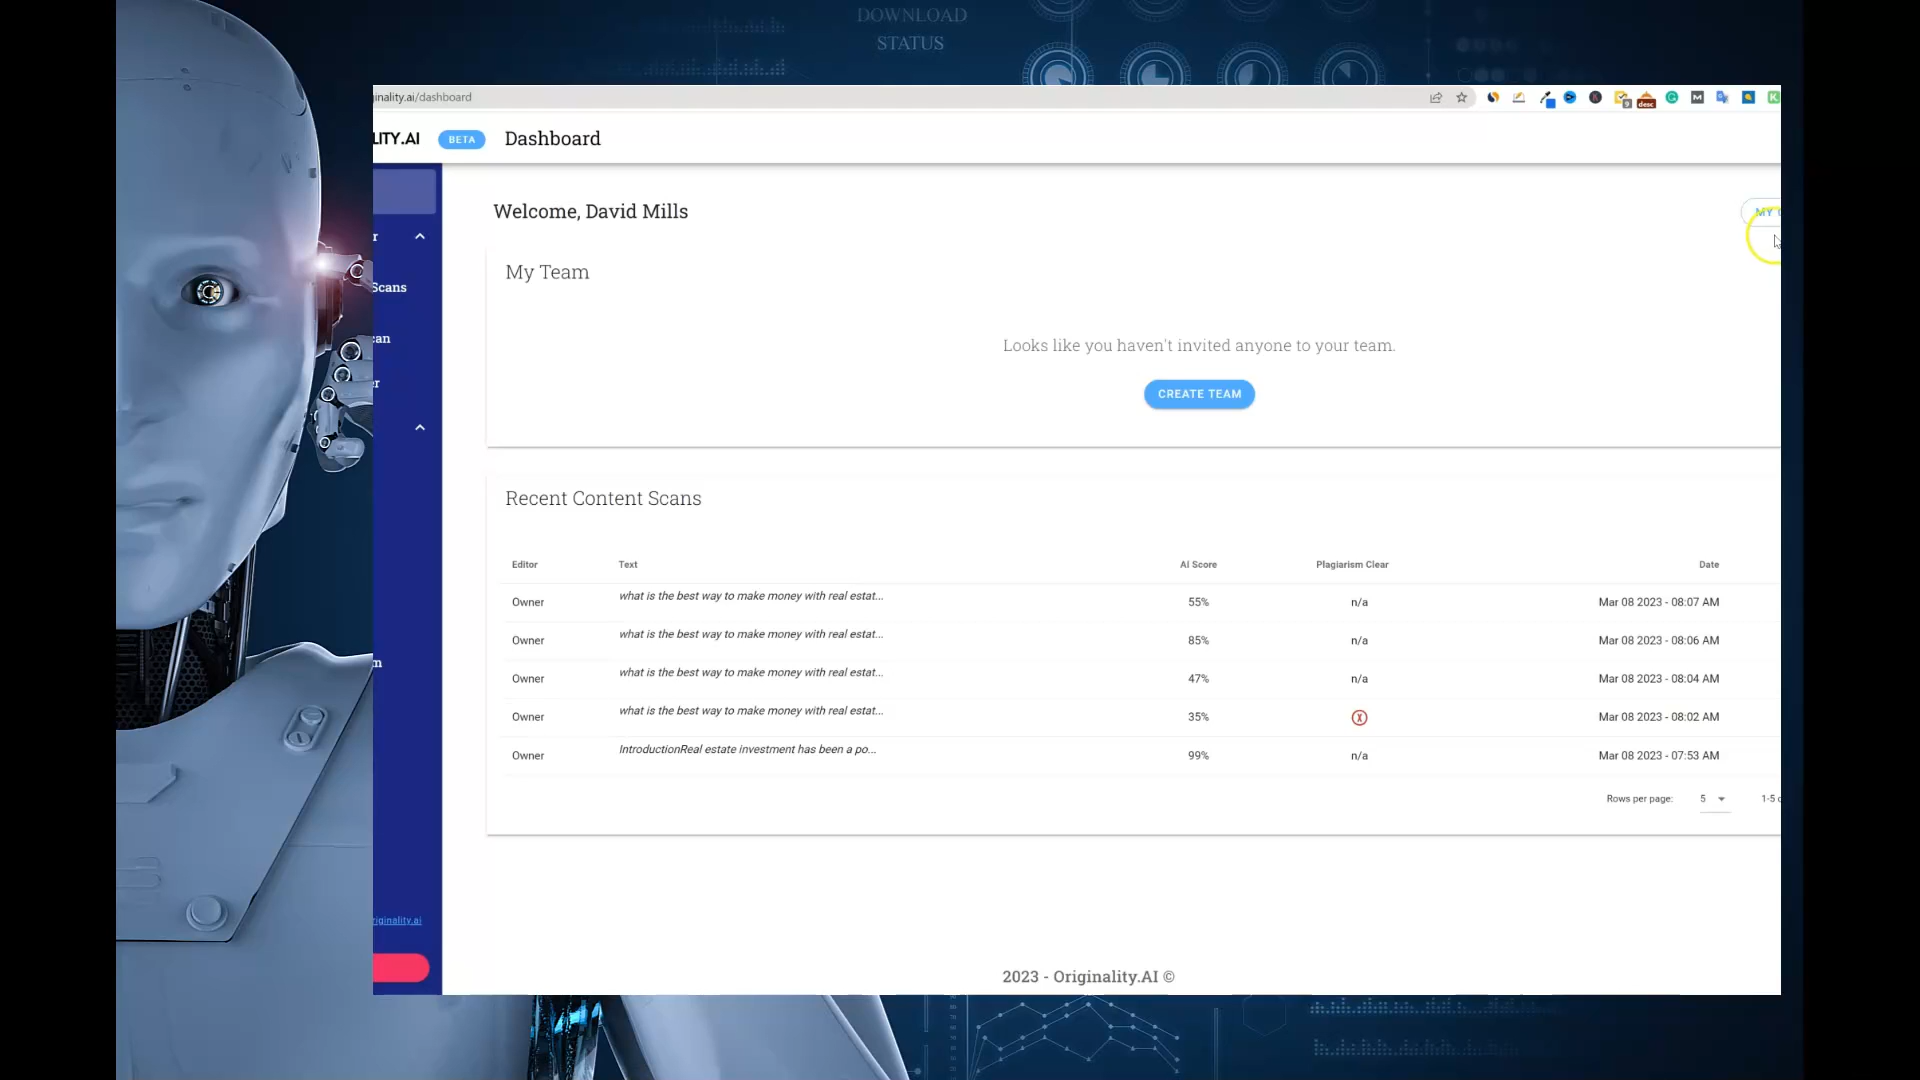 DOWNLOAD
STATUS
inality.ai/dashboard
LITY.AI
BETA
Dashboard
Welcome, David Mills
MY
My Team
Scans
can
r
Looks like you haven't invited anyone to your team.
CREATE TEAM
Recent Content Scans
Editor Text AI Score Plagiarism Clear Date
Owner what is the best way to make money with real estat... 55% n/a Mar 08 2023 - 08:07 AM
Owner what is the best way to make money with real estat... 85% n/a Mar 08 2023 - 08:06 AM
Owner what is the best way to make money with real estat... 47% n/a Mar 08 2023 - 08:04 AM
Owner what is the best way to make money with real estat... 35% Mar 08 2023 - 08:02 AM
Owner IntroductionReal estate investment has been a po... 99% n/a Mar 08 2023 - 07:53 AM
Rows per page: 5 1-5
riginality.ai
2023 - Originality.AI ©